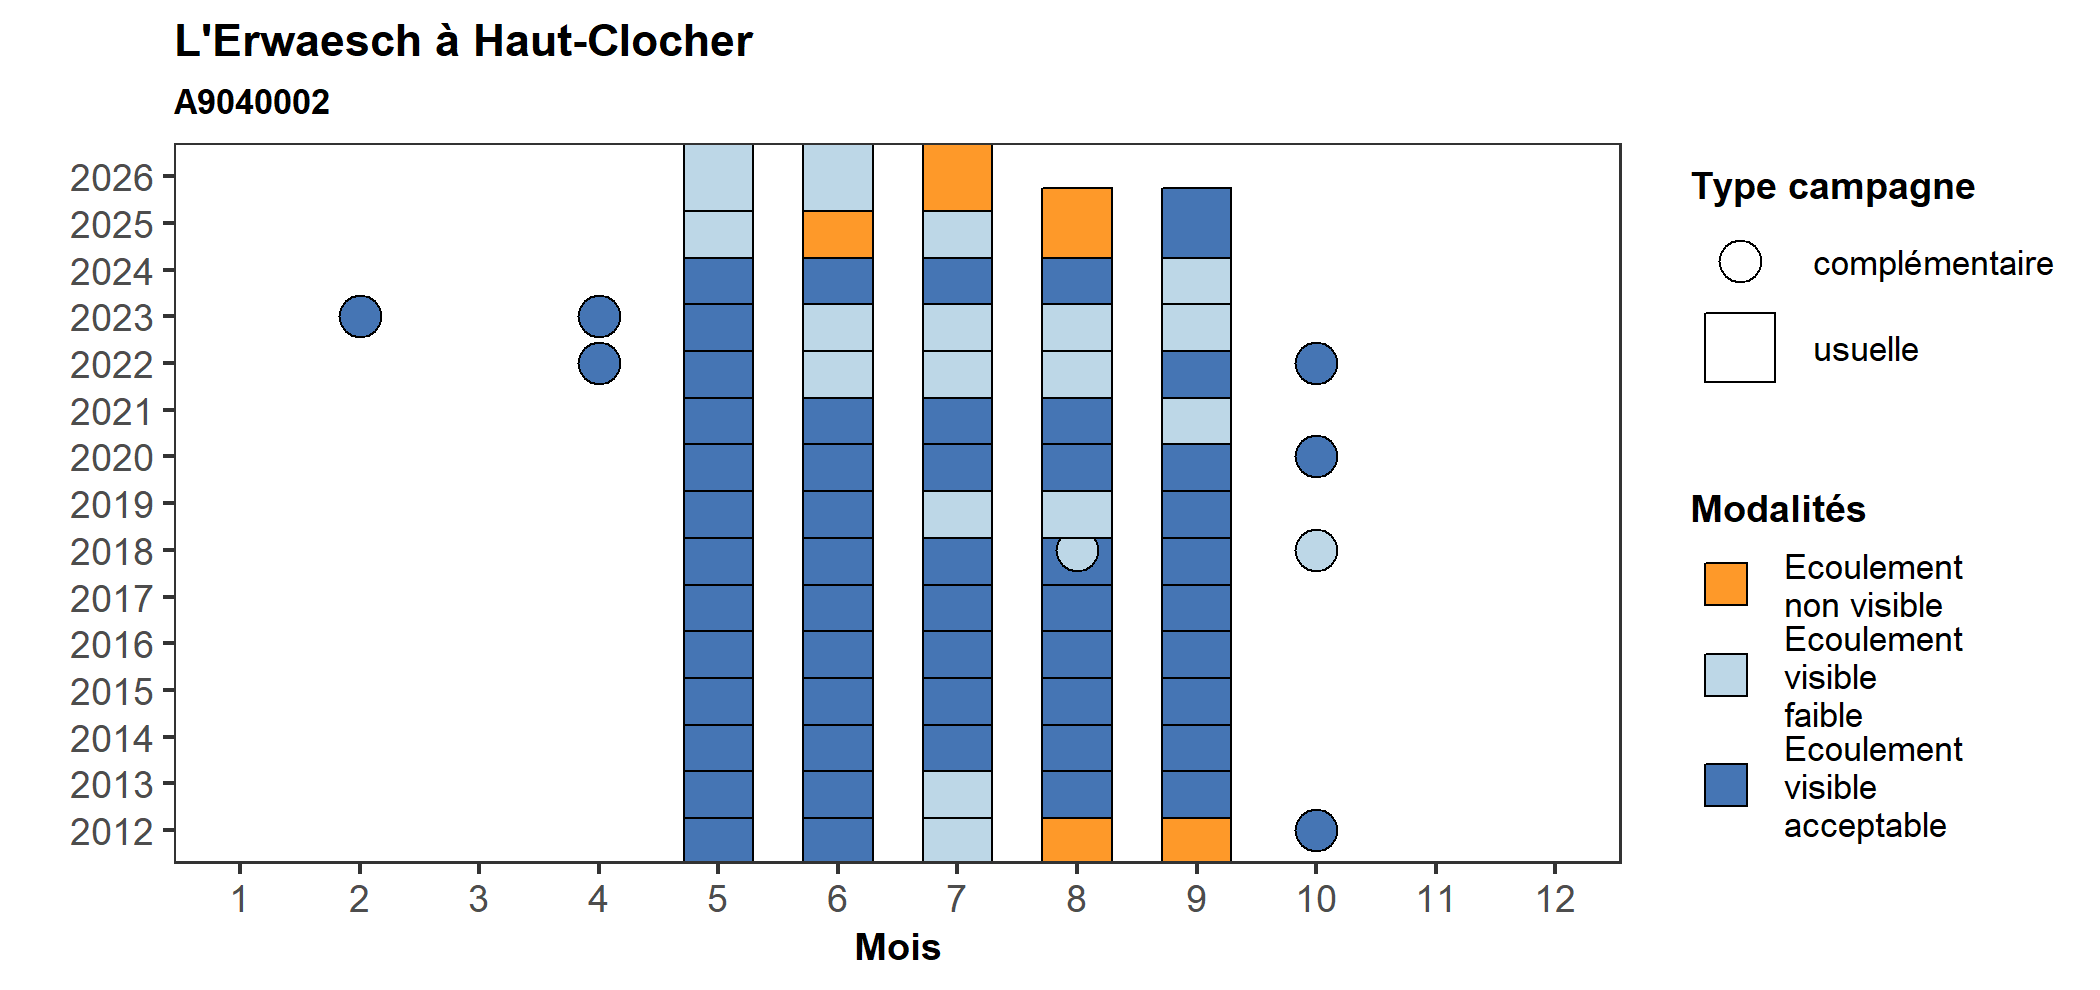 L'Erwaesch à Haut-Clocher
A9040002
2026
2025
2024
2023
2022
2021
2020
2019
2018
2017
2016
2015
2014
2013
2012
1 2 3 4 5 6 7 8 9 10 11 12
Mois
Type campagne
complémentaire
usuelle
Modalités
Ecoulement
non visible
Ecoulement
visible
faible
Ecoulement
visible
acceptable